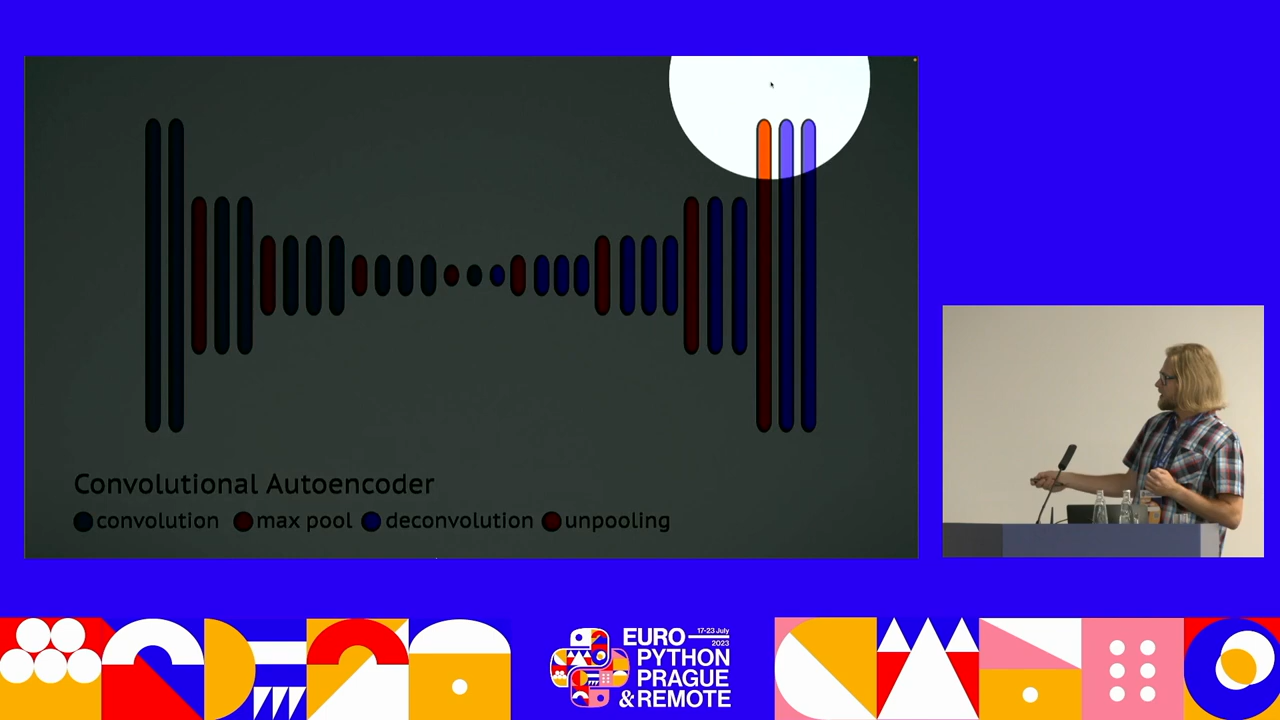 Convolutional Autoencoder
convolution max pool deconvolution unpooling
EURO 17-23 July
2023
PYTHON
PRAGUE
& REMOTE